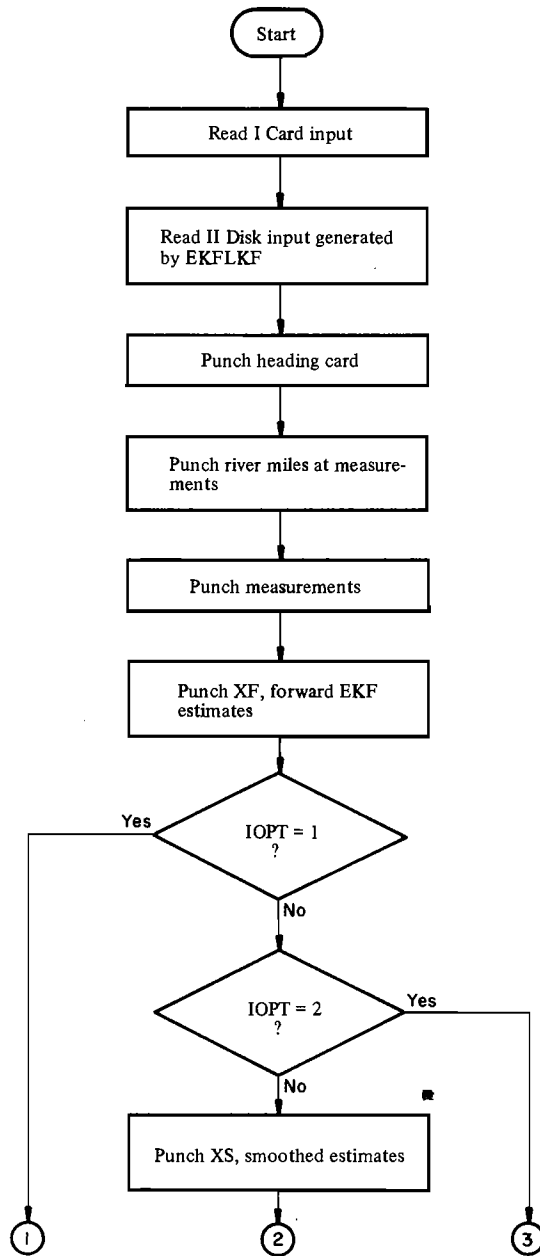 Start
Read I Card input
Read II Disk input generated
by EKFLKF
Punch heading card
Punch river miles at measure-
ments
Punch measurements
Punch XF, forward EKF
estimates
Yes
IOPT = 1
?
No
IOPT = 2
?
Yes
No
Punch XS, smoothed estimates
1
2
3